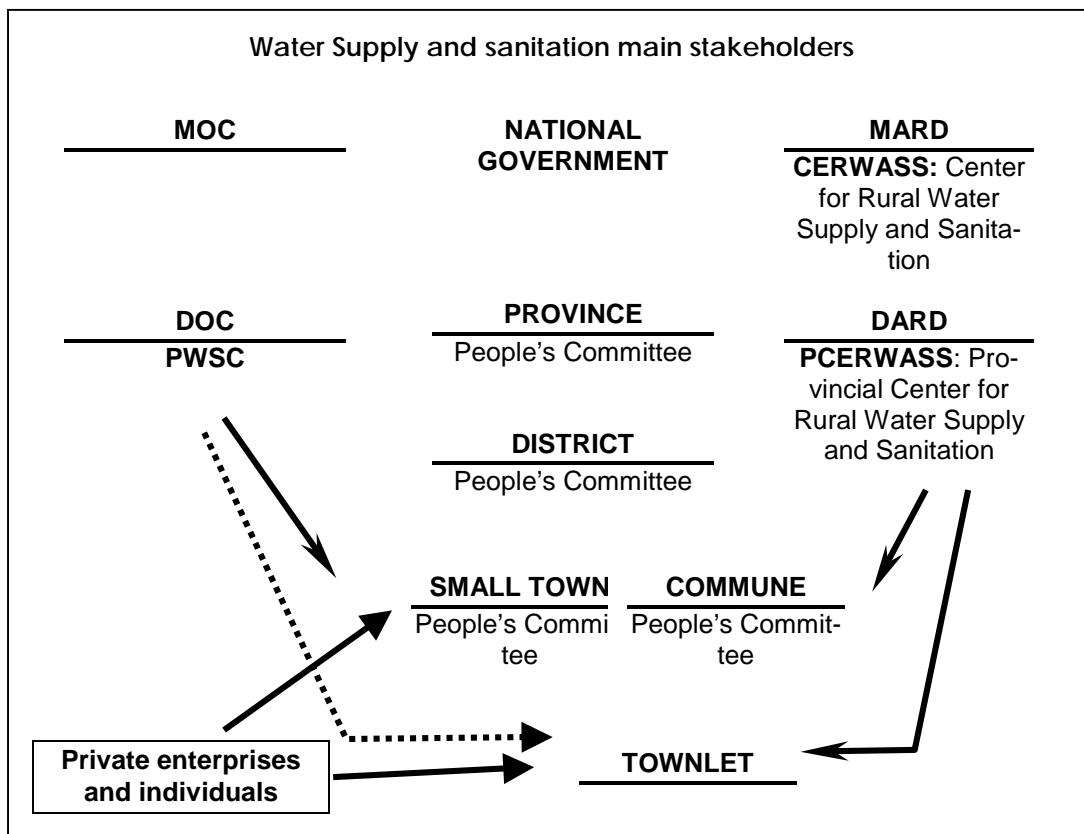 Water Supply and sanitation main stakeholders
MOC
NATIONAL
GOVERNMENT
MARD
CERWASS: Center
for Rural Water
Supply and Sanita-
tion
DOC
PWSC
PROVINCE
People's Committee
DARD
PCERWASS: Pro-
vincial Center for
Rural Water Supply
and Sanitation
DISTRICT
People's Committee
SMALL TOWN
People's Commi
tee
COMMUNE
People's Commit-
tee
Private enterprises
and individuals
TOWNLET